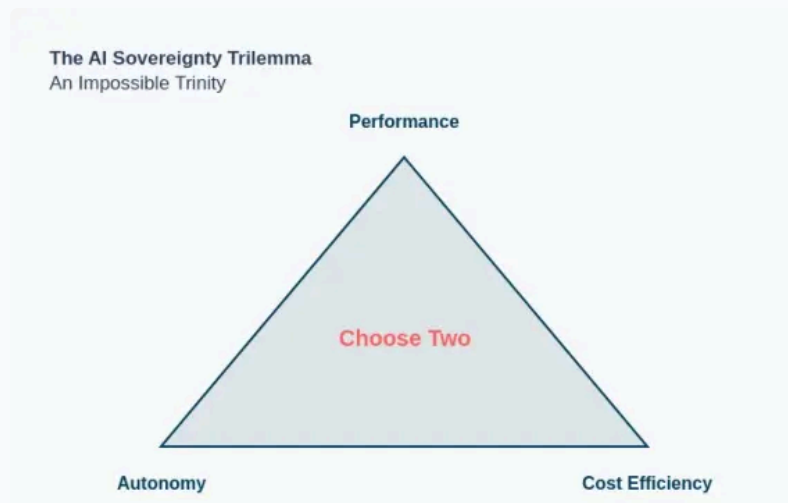 The AI Sovereignty Trilemma
An Impossible Trinity
Performance
Choose Two
Autonomy
Cost Efficiency